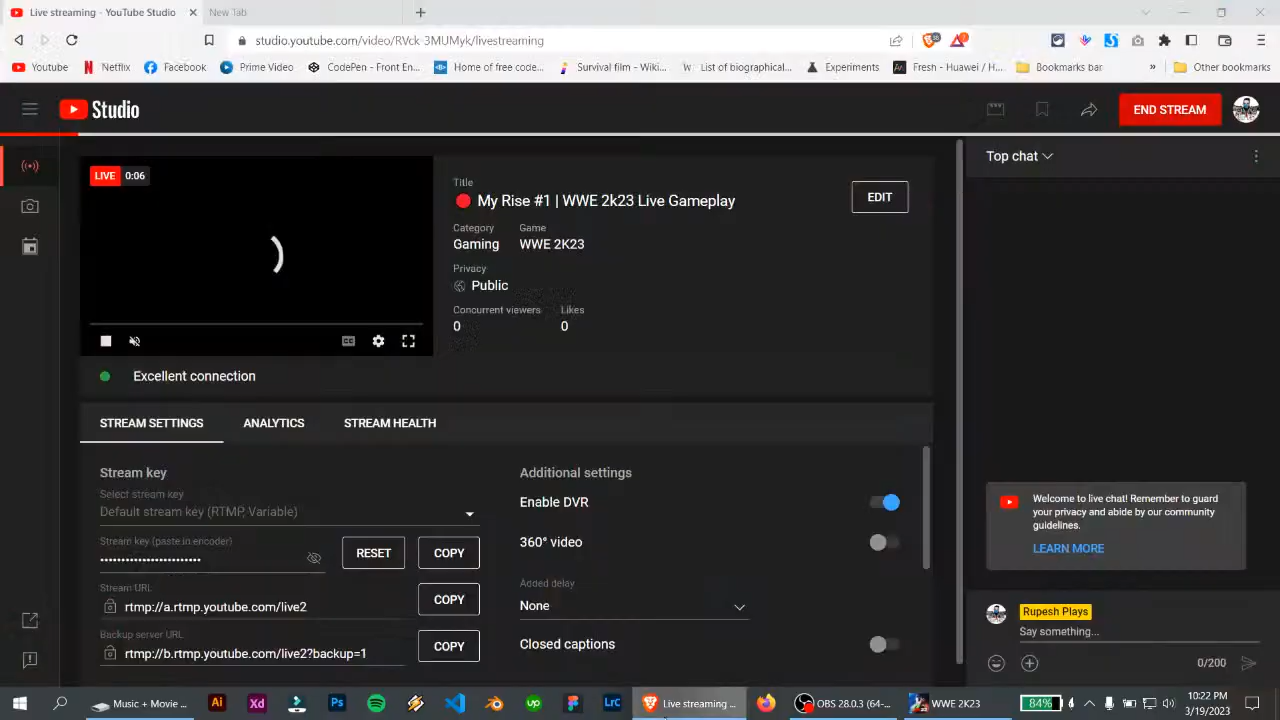 Live streaming - YouTube Studio
New Tab
studio.youtube.com/video/RVck-3MUMyk/livestreaming
Youtube
Netflix
Facebook
Prime Video
CodePen - Front En...
Home of free code...
Survival film - Wiki...
List of biographical...
Experiments
Fresh - Huawei / H...
Bookmarks bar
»
Other bookmarks
Studio
END STREAM
LIVE 0:06
Title
My Rise #1 | WWE 2k23 Live Gameplay
EDIT
Category Game
Gaming WWE 2K23
Privacy
Public
Concurrent viewers Likes
0 0
Excellent connection
Top chat
STREAM SETTINGS
ANALYTICS
STREAM HEALTH
Stream key
Select stream key
Default stream key (RTMP, Variable)
Stream key (paste in encoder)
••••••••••••••••••••••••
RESET
COPY
Stream URL
rtmp://a.rtmp.youtube.com/live2
COPY
Backup server URL
rtmp://b.rtmp.youtube.com/live2?backup=1
COPY
Additional settings
Enable DVR
360° video
Added delay
None
Closed captions
Welcome to live chat! Remember to guard
your privacy and abide by our community
guidelines.
LEARN MORE
Rupesh Plays
Say something...
0/200
Music + Movie ...
Ai
Xd
Ps
up
LrC
Live streaming ...
OBS 28.0.3 (64-...
WWE 2K23
84%
10:22 PM
3/19/2023